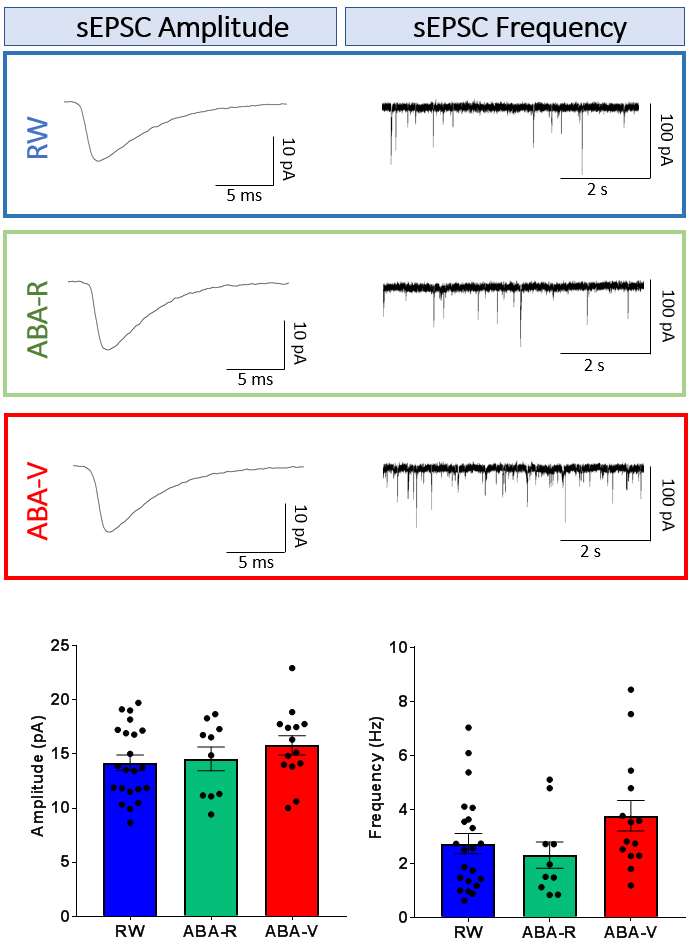 sEPSC Amplitude
sEPSC Frequency
RW
10 pA
5 ms
100 pA
2 s
ABA-R
10 pA
5 ms
100 pA
2 s
ABA-V
10 pA
5 ms
100 pA
2 s
Amplitude (pA)
25
20
15
10
5
0
RW
ABA-R
ABA-V
Frequency (Hz)
10
8
6
4
2
0
RW
ABA-R
ABA-V